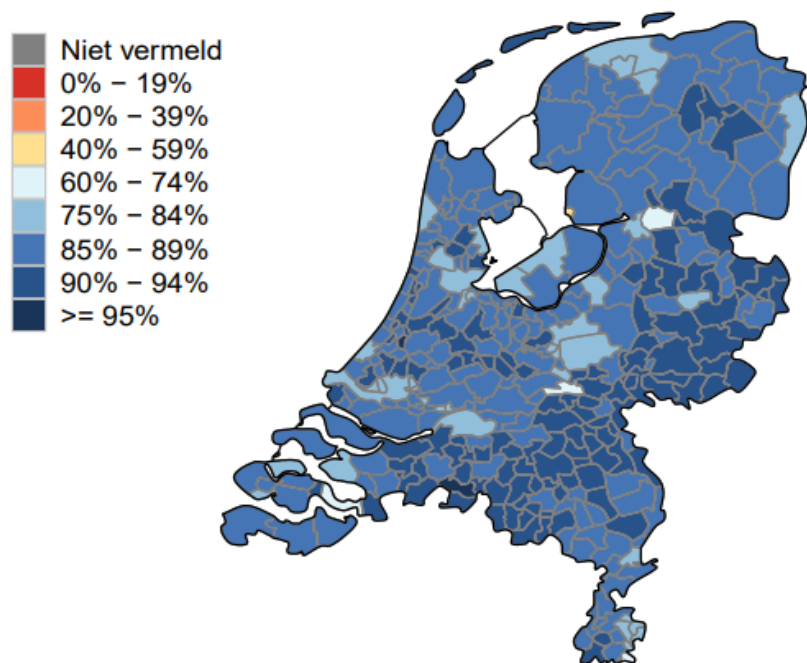 Niet vermeld
0% − 19%
20% − 39%
40% − 59%
60% − 74%
75% − 84%
85% − 89%
90% − 94%
>= 95%